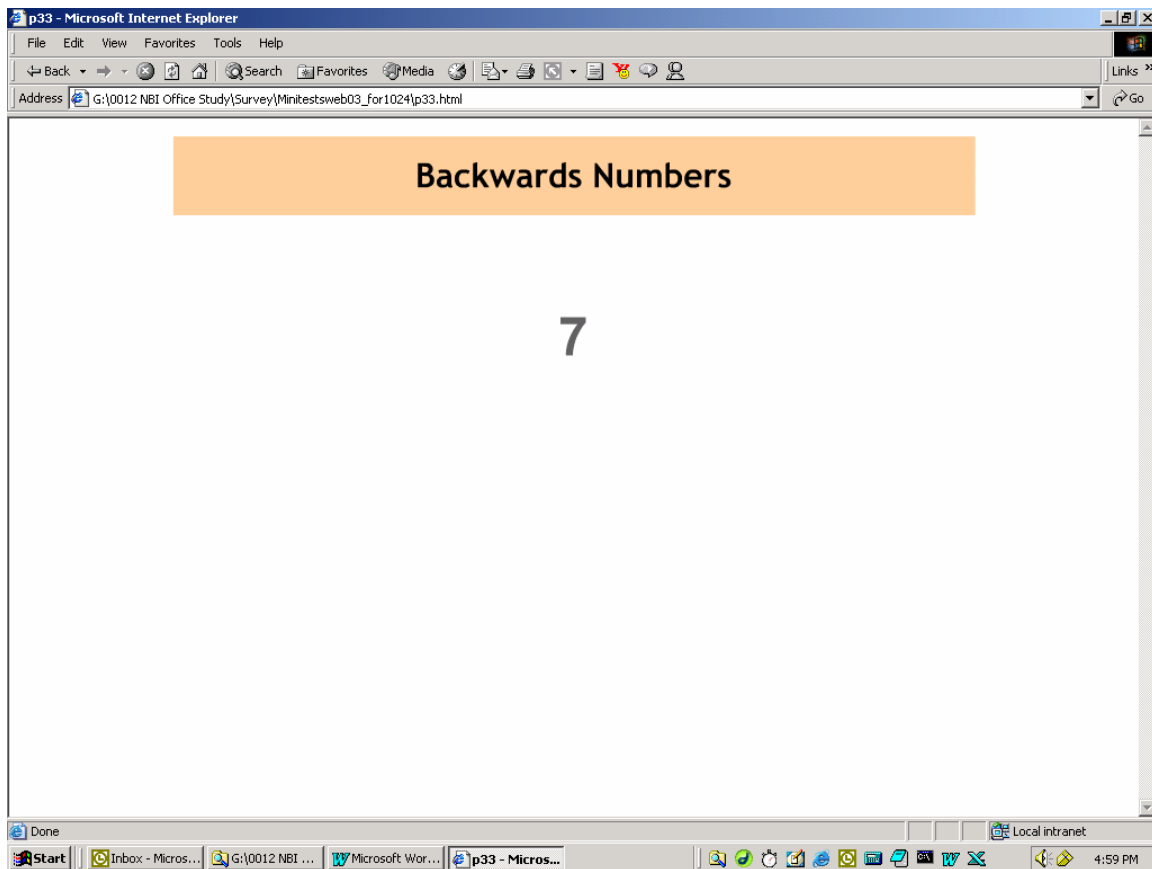 p33 - Microsoft Internet Explorer
File Edit View Favorites Tools Help
Back Search Favorites Media Links »
Address G:\0012 NBI Office Study\Survey\Minitestsweb03_for1024\p33.html Go
Backwards Numbers
7
Done Local intranet
Start Inbox - Micros... G:\0012 NBI ... Microsoft Wor... p33 - Micros... 4:59 PM